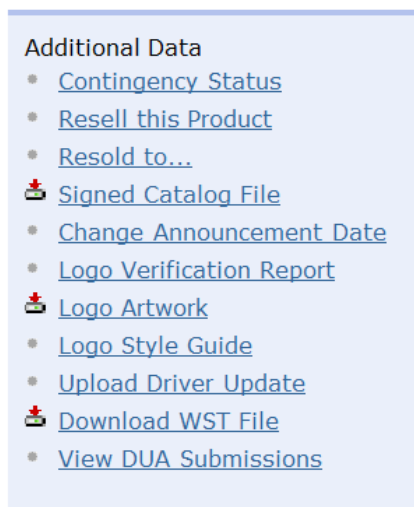 Additional Data
Contingency Status
Resell this Product
Resold to...
Signed Catalog File
Change Announcement Date
Logo Verification Report
Logo Artwork
Logo Style Guide
Upload Driver Update
Download WST File
View DUA Submissions